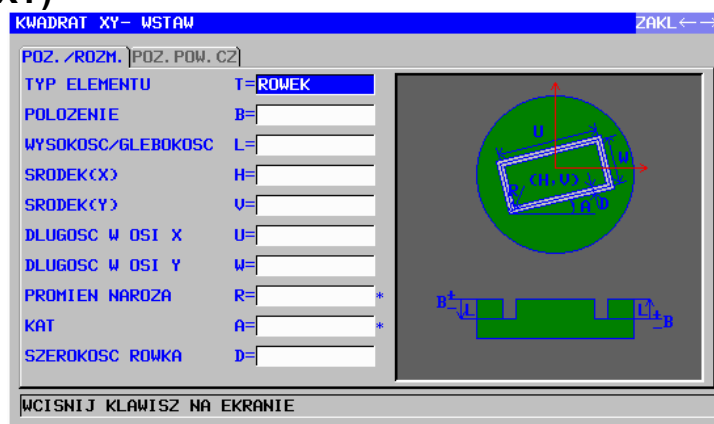 XY)
KWADRAT XY- WSTAW ZAKL←→
POZ./ROZM. POZ.POW.CZ
TYP ELEMENTU T=ROWEK
POLOZENIE B=
WYSOKOSC/GLEBOKOSC L=
SRODEK(X) H=
SRODEK(Y) V=
DLUGOSC W OSI X U=
DLUGOSC W OSI Y W=
PROMIEN NAROZA R= *
KAT A= *
SZEROKOSC ROWKA D=
U
W
(H,V)
R
A
D
B+- L
L +-B
WCISNIJ KLAWISZ NA EKRANIE